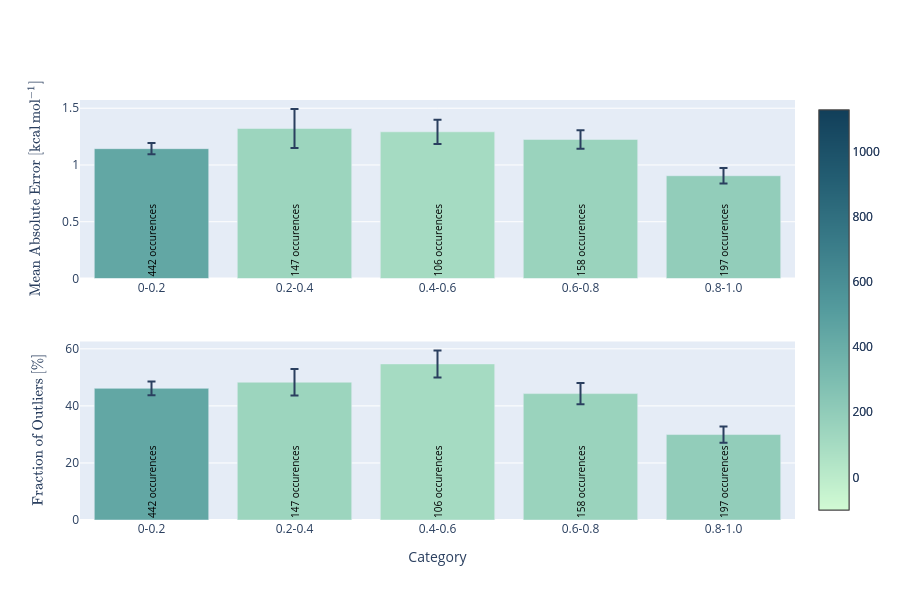 Mean Absolute Error [kcal mol⁻¹]
1.5
1
0.5
0
442 occurences
147 occurences
106 occurences
158 occurences
197 occurences
0-0.2
0.2-0.4
0.4-0.6
0.6-0.8
0.8-1.0
Fraction of Outliers [%]
60
40
20
0
442 occurences
147 occurences
106 occurences
158 occurences
197 occurences
0-0.2
0.2-0.4
0.4-0.6
0.6-0.8
0.8-1.0
Category
1000
800
600
400
200
0